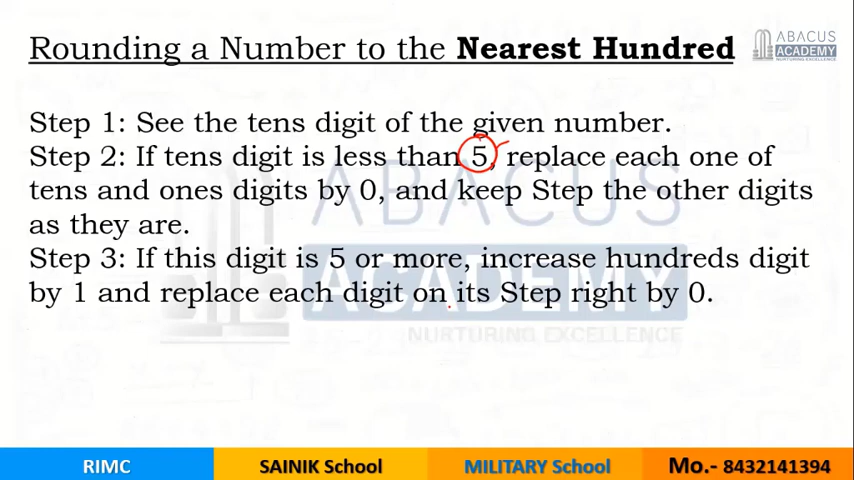 Rounding a Number to the Nearest Hundred
ABACUS
ACADEMY
NURTURING EXCELLENCE
Step 1: See the tens digit of the given number.
Step 2: If tens digit is less than 5, replace each one of
tens and ones digits by 0, and keep Step the other digits
as they are.
Step 3: If this digit is 5 or more, increase hundreds digit
by 1 and replace each digit on its Step right by 0.
ABACUS
ACADEMY
NURTURING EXCELLENCE
RIMC
SAINIK School
MILITARY School
Mo.- 8432141394